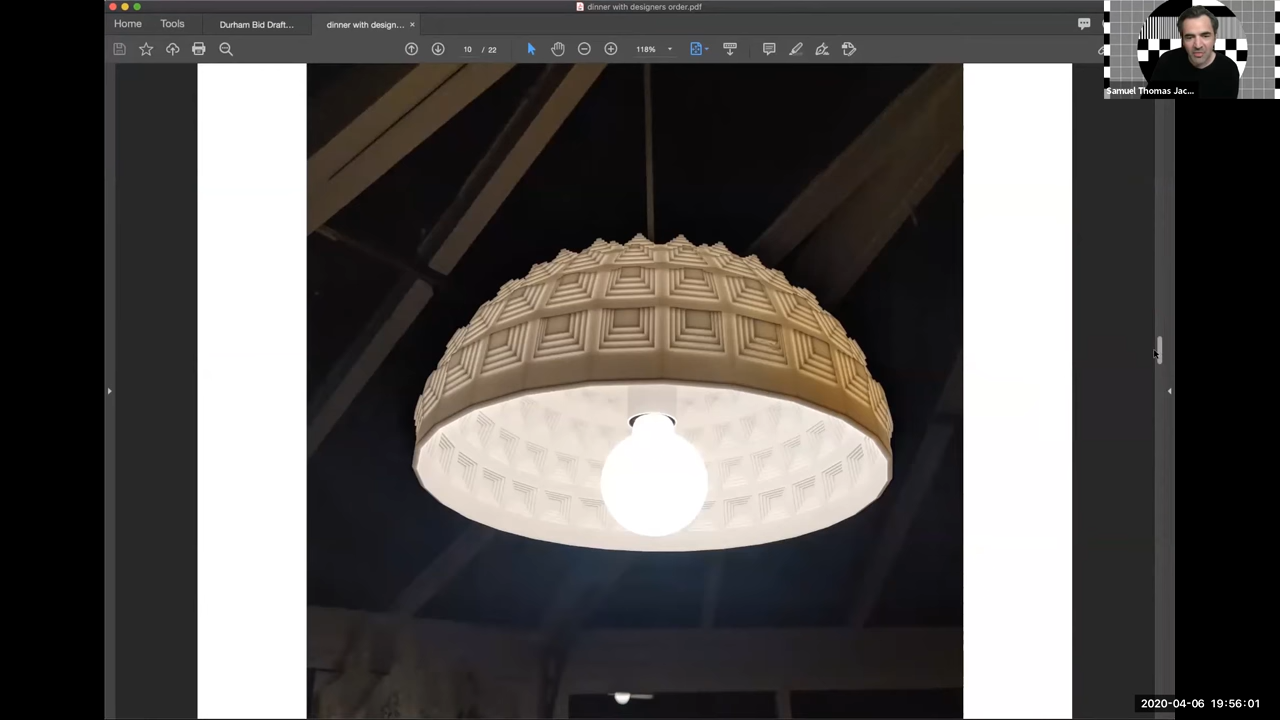 dinner with designers order.pdf
Home
Tools
Durham Bid Draft...
dinner with design... ×
10 / 22
118%
Samuel Thomas Jac...
2020-04-06 19:56:01